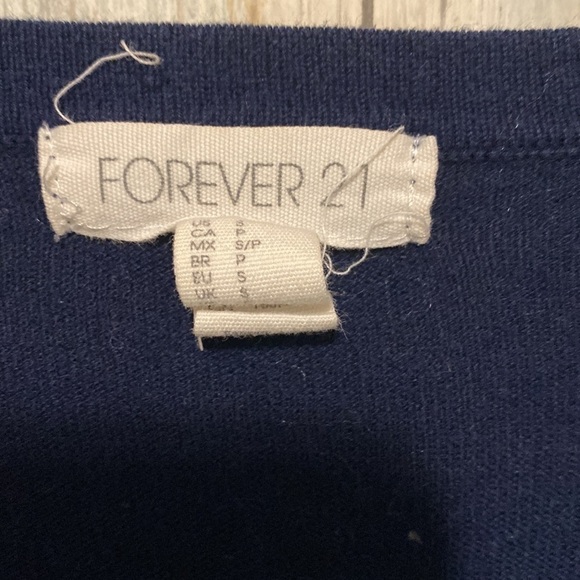 FOREVER 21
US S
CA P
MX S/P
BR P
EU S
UK S